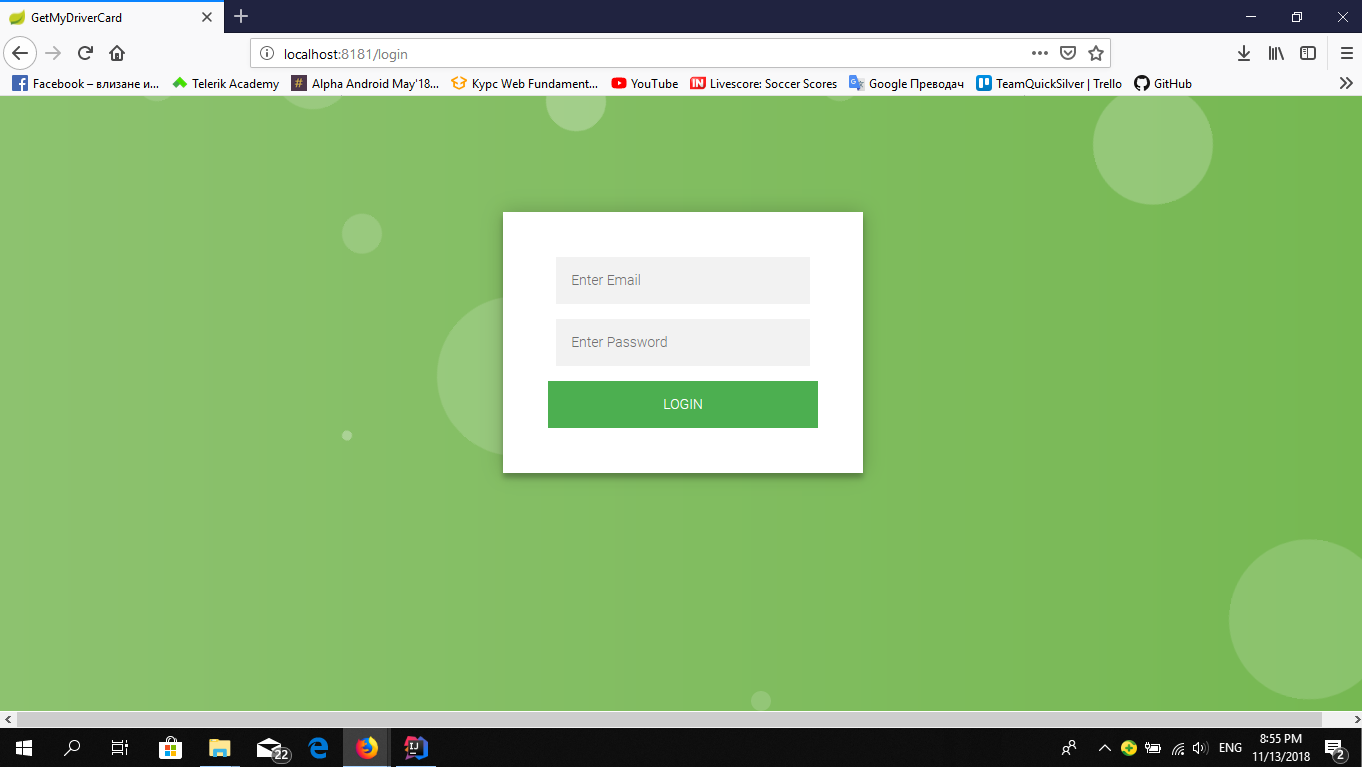 GetMyDriverCard
localhost:8181/login
Facebook – влизане и... Telerik Academy # Alpha Android May'18... Курс Web Fundament... YouTube Livescore: Soccer Scores Google Преводач TeamQuickSilver | Trello GitHub
Enter Email
Enter Password
LOGIN
22 ENG 8:55 PM
11/13/2018 2